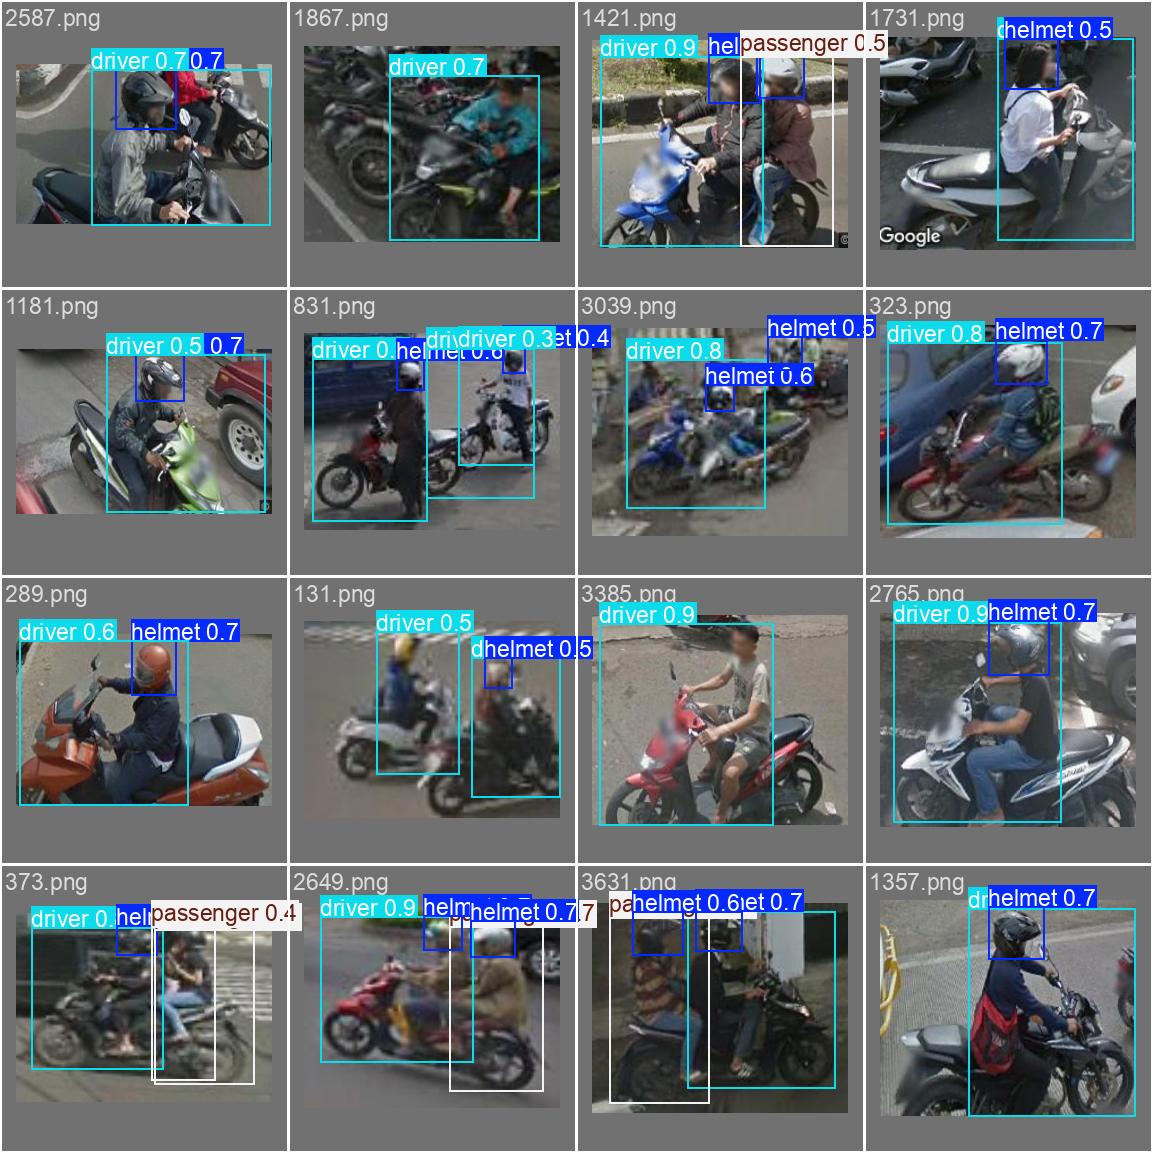 2587.png
driver 0.7 0.7
1867.png
driver 0.7
1421.png
driver 0.9 hel passenger 0.5
1731.png
helmet 0.5
Google
1181.png
driver 0.5 0.7
831.png
driver 0. hel driver 0.3 et 0.4
3039.png
driver 0.8
helmet 0.5
helmet 0.6
323.png
driver 0.8 helmet 0.7
289.png
driver 0.6 helmet 0.7
131.png
driver 0.5
d helmet 0.5
3385.png
driver 0.9
2765.png
driver 0.9 helmet 0.7
373.png
driver 0. helm passenger 0.4
2649.png
driver 0.9 helm
helmet 0.7 7
3631.png
pa helmet 0.6 et 0.7
1357.png
dr helmet 0.7